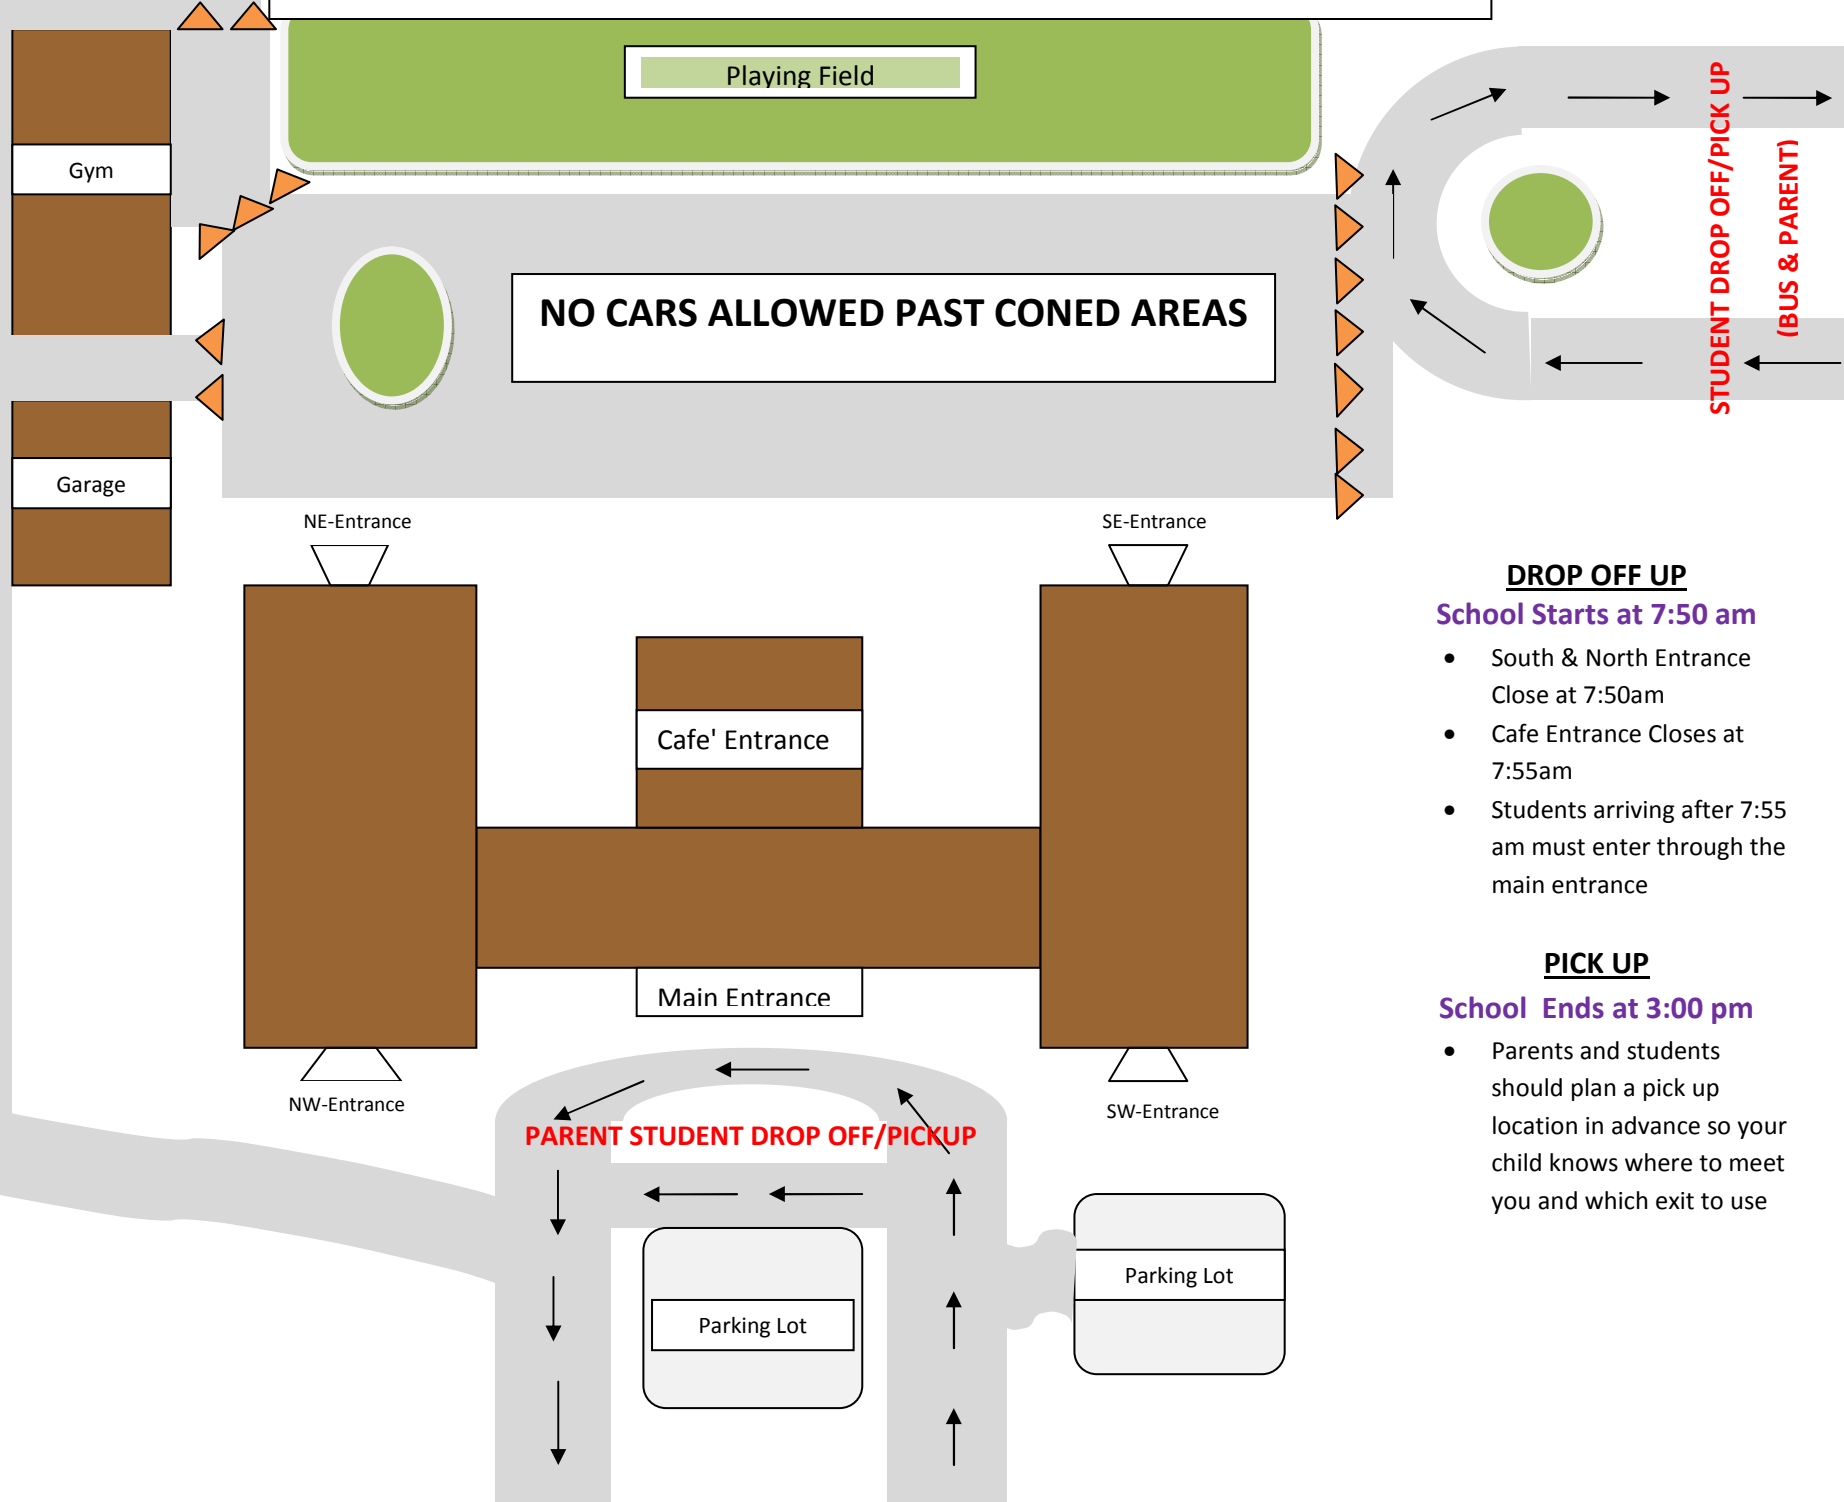 Playing Field
STUDENT DROP OFF/PICK UP
(BUS & PARENT)
Gym
NO CARS ALLOWED PAST CONED AREAS
Garage
NE-Entrance
SE-Entrance
Cafe' Entrance
Main Entrance
NW-Entrance
SW-Entrance
PARENT STUDENT DROP OFF/PICKUP
Parking Lot
Parking Lot
DROP OFF UP
School Starts at 7:50 am
• South & North Entrance
Close at 7:50am
• Cafe Entrance Closes at
7:55am
• Students arriving after 7:55
am must enter through the
main entrance
PICK UP
School  Ends at 3:00 pm
• Parents and students
should plan a pick up
location in advance so your
child knows where to meet
you and which exit to use